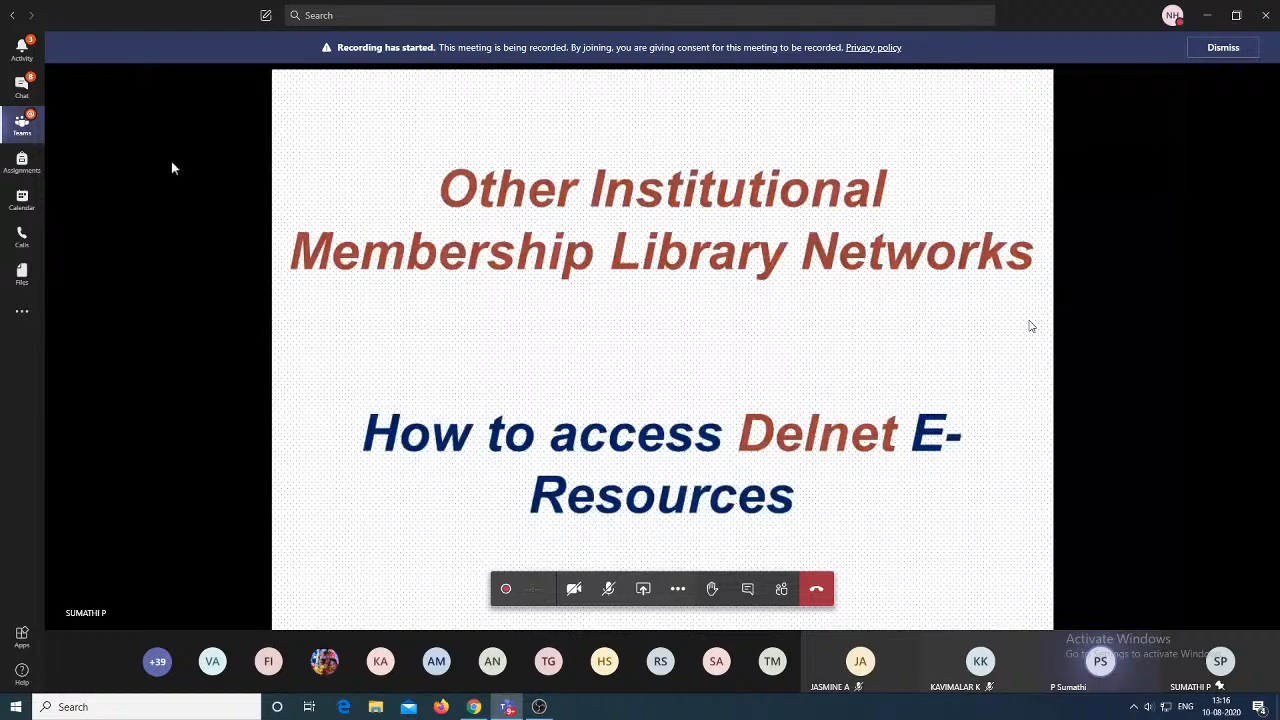 Search
NH
Recording has started. This meeting is being recorded. By joining, you are giving consent for this meeting to be recorded. Privacy policy
Dismiss
3
Activity
8
Chat
Teams
Assignments
Calendar
Calls
Files
Apps
Help
Other Institutional
Membership Library Networks
How to access Delnet E-
Resources
SUMATHI P
+39
VA
FI
KA
AM
AN
TG
HS
RS
SA
TM
JA
KK
PS
SP
JASMINE A
KAVIMALAR K
P Sumathi
SUMATHI P
Activate Windows
Go to Settings to activate Windows.
Search
9+
ENG
13:16
10-08-2020